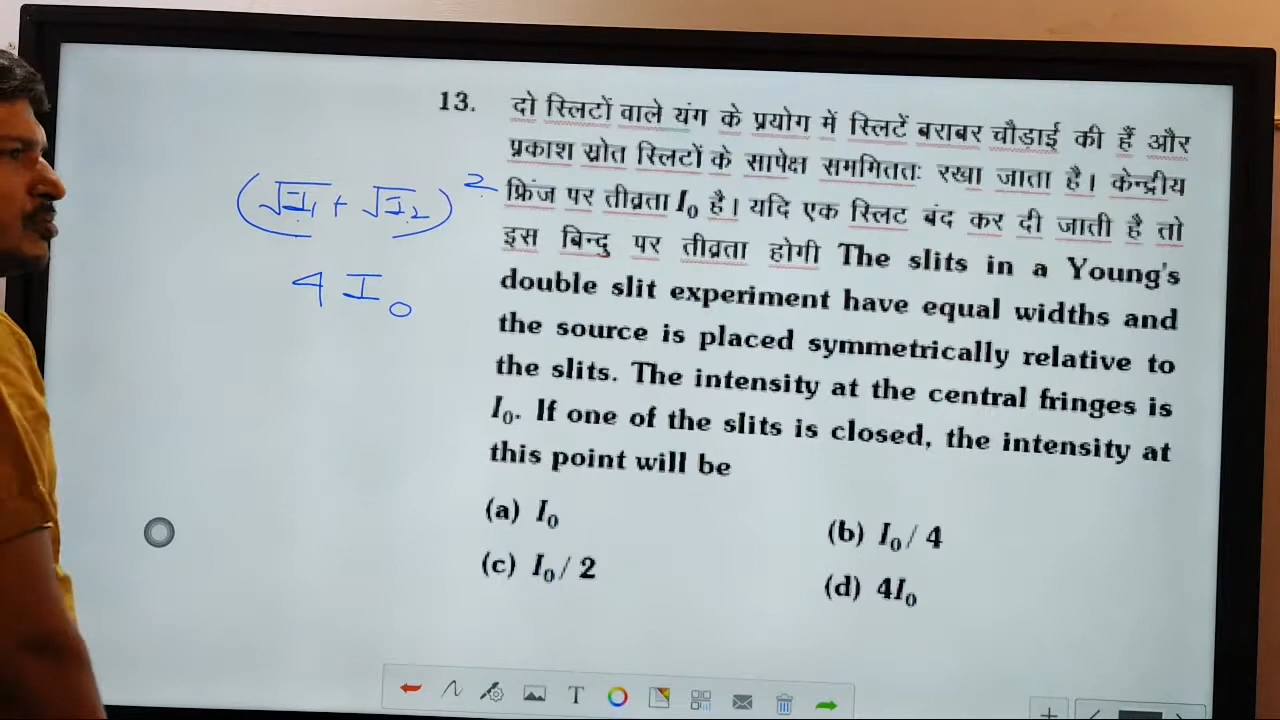 13. दो स्लिटों वाले यंग के प्रयोग में स्लिटें बराबर चौड़ाई की हैं और
प्रकाश स्रोत स्लिटों के सापेक्ष सममिततः रखा जाता है। केन्द्रीय
फ्रिंज पर तीव्रता I₀ है। यदि एक स्लिट बंद कर दी जाती है तो
इस बिन्दु पर तीव्रता होगी The slits in a Young's
double slit experiment have equal widths and
the source is placed symmetrically relative to
the slits. The intensity at the central fringes is
I₀. If one of the slits is closed, the intensity at
this point will be
(a) I₀ (b) I₀/ 4
(c) I₀/ 2 (d) 4I₀
(√I₁ + √I₂)²
4 I₀
T